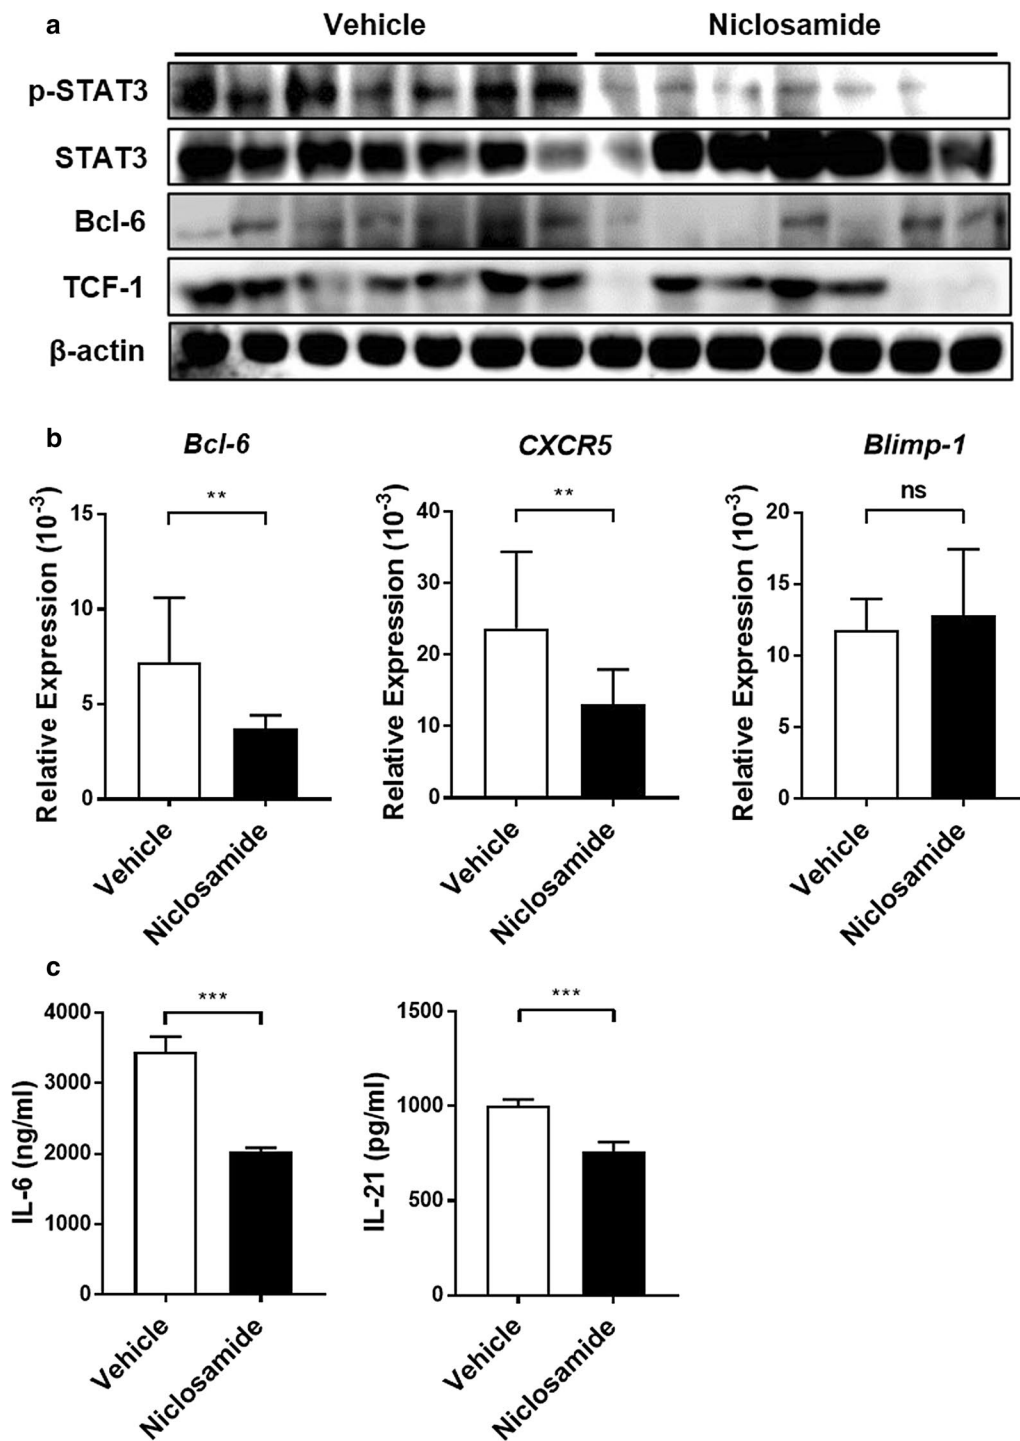 a
Vehicle Niclosamide
p-STAT3
STAT3
Bcl-6
TCF-1
β-actin
b
Bcl-6
**
Relative Expression (10⁻³)
15
10
5
0
Vehicle
Niclosamide
CXCR5
**
Relative Expression (10⁻³)
40
30
20
10
0
Vehicle
Niclosamide
Blimp-1
ns
Relative Expression (10⁻³)
20
15
10
5
0
Vehicle
Niclosamide
c
***
IL-6 (ng/ml)
4000
3000
2000
1000
0
Vehicle
Niclosamide
***
IL-21 (pg/ml)
1500
1000
500
0
Vehicle
Niclosamide